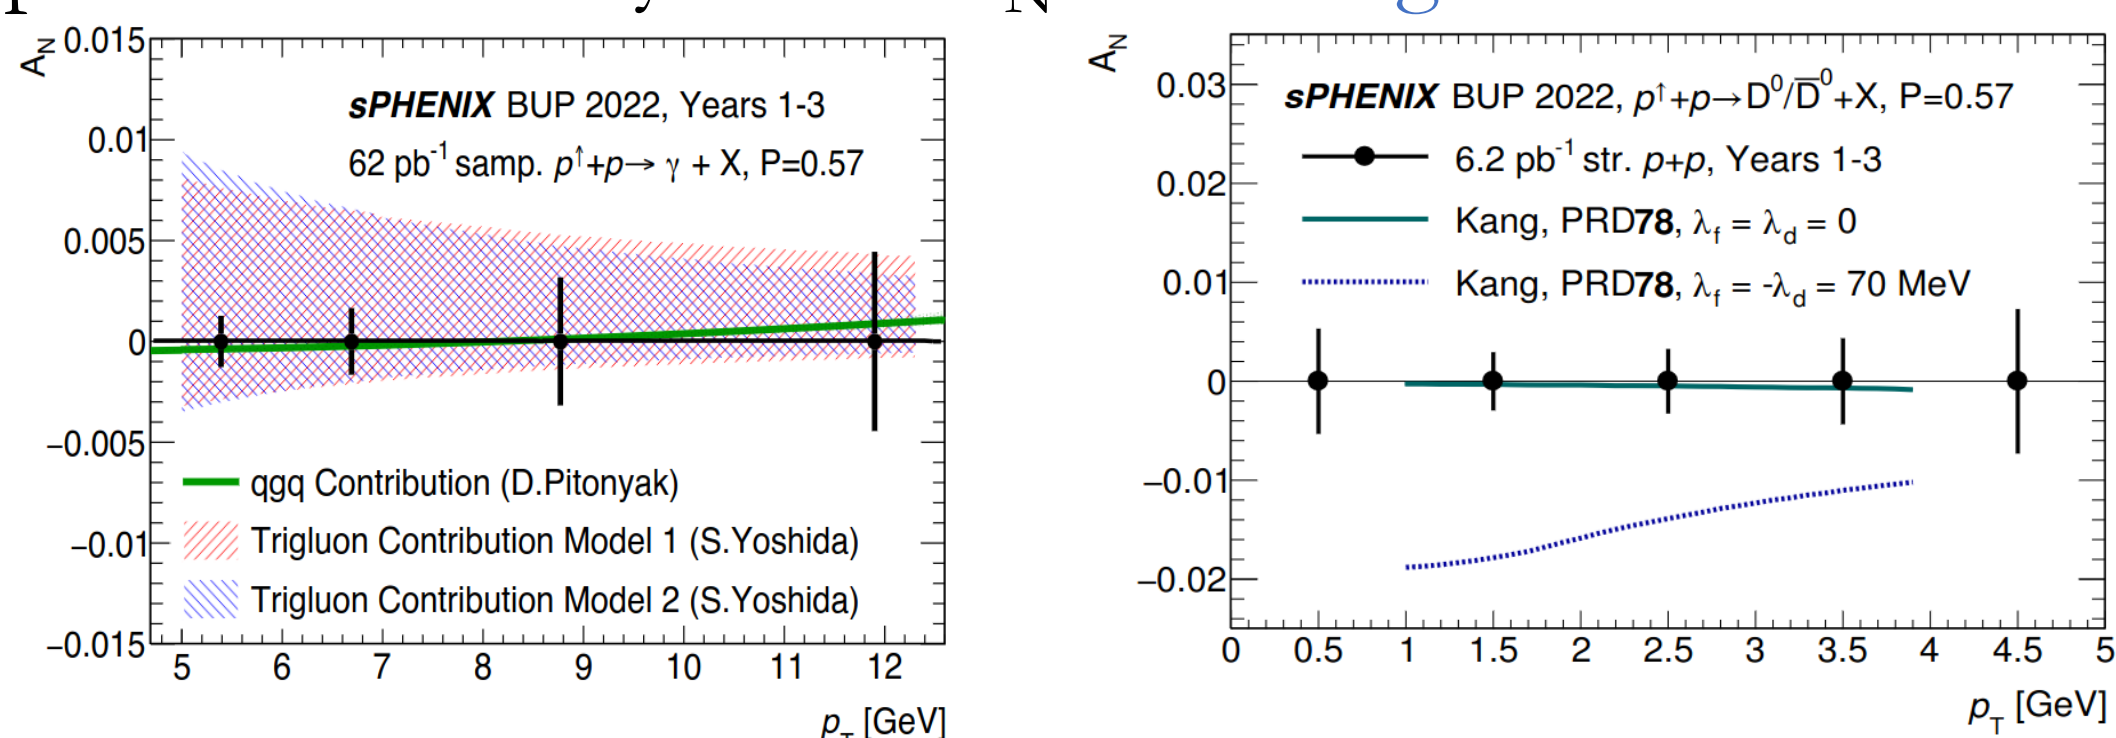 A_N
0.015
0.01
0.005
0
−0.005
−0.01
−0.015
sPHENIX BUP 2022, Years 1-3
62 pb⁻¹ samp. p↑+p→ γ + X, P=0.57
qgq Contribution (D.Pitonyak)
Trigluon Contribution Model 1 (S.Yoshida)
Trigluon Contribution Model 2 (S.Yoshida)
5 6 7 8 9 10 11 12
p_T [GeV]
A_N
0.03
0.02
0.01
0
−0.01
−0.02
sPHENIX BUP 2022, p↑+p→D⁰/D̅⁰+X, P=0.57
6.2 pb⁻¹ str. p+p, Years 1-3
Kang, PRD78, λ_f = λ_d = 0
Kang, PRD78, λ_f = -λ_d = 70 MeV
0 0.5 1 1.5 2 2.5 3 3.5 4 4.5 5
p_T [GeV]